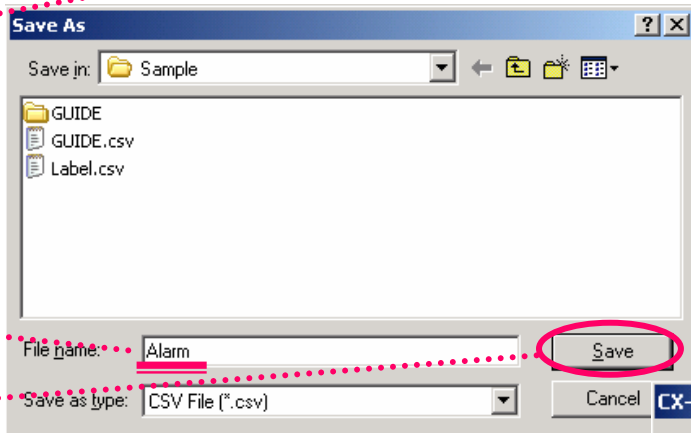 Save As
Save in: Sample
GUIDE
GUIDE.csv
Label.csv
File name: Alarm Save
Save as type: CSV File (*.csv) Cancel CX-